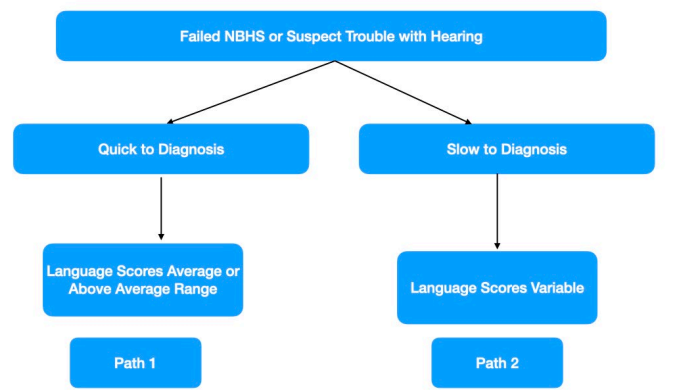 Failed NBHS or Suspect Trouble with Hearing
Quick to Diagnosis
Slow to Diagnosis
Language Scores Average or
Above Average Range
Language Scores Variable
Path 1
Path 2